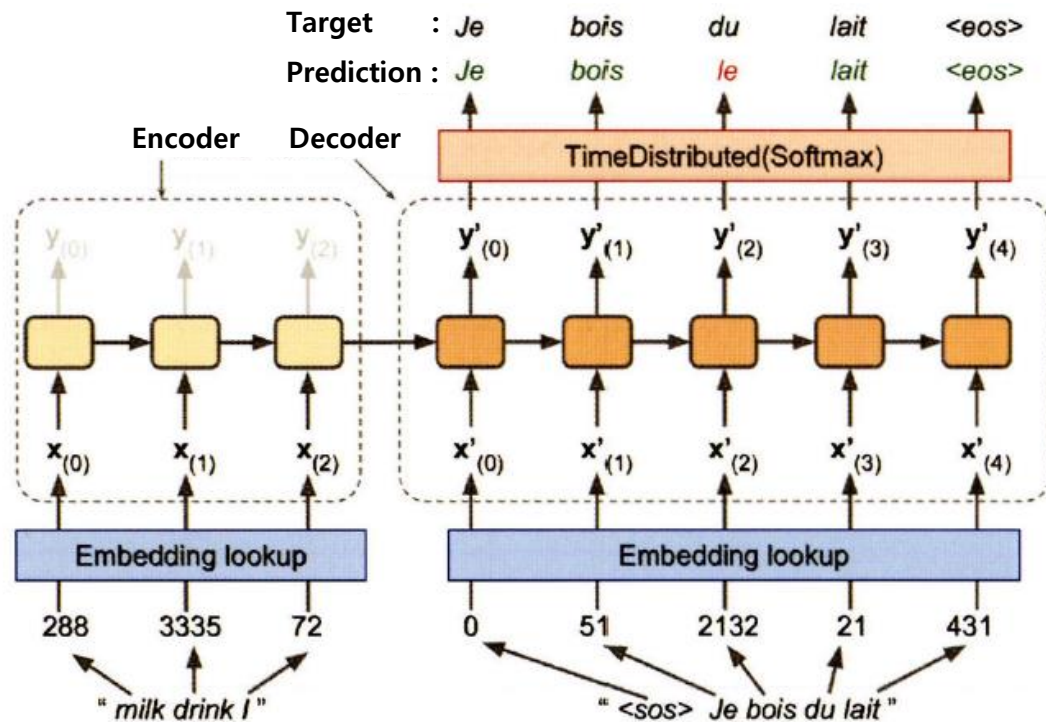 Target : Je bois du lait <eos>
Prediction : Je bois le lait <eos>
Encoder Decoder
TimeDistributed(Softmax)
y(0) y(1) y(2) y'(0) y'(1) y'(2) y'(3) y'(4)
x(0) x(1) x(2) x'(0) x'(1) x'(2) x'(3) x'(4)
Embedding lookup Embedding lookup
288 3335 72 0 51 2132 21 431
" milk drink I " " <sos> Je bois du lait "